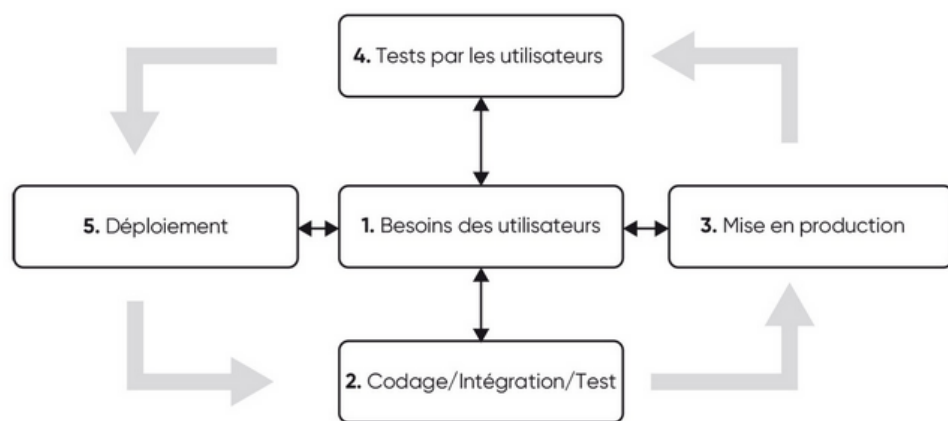 4. Tests par les utilisateurs
5. Déploiement
1. Besoins des utilisateurs
3. Mise en production
2. Codage/Intégration/Test